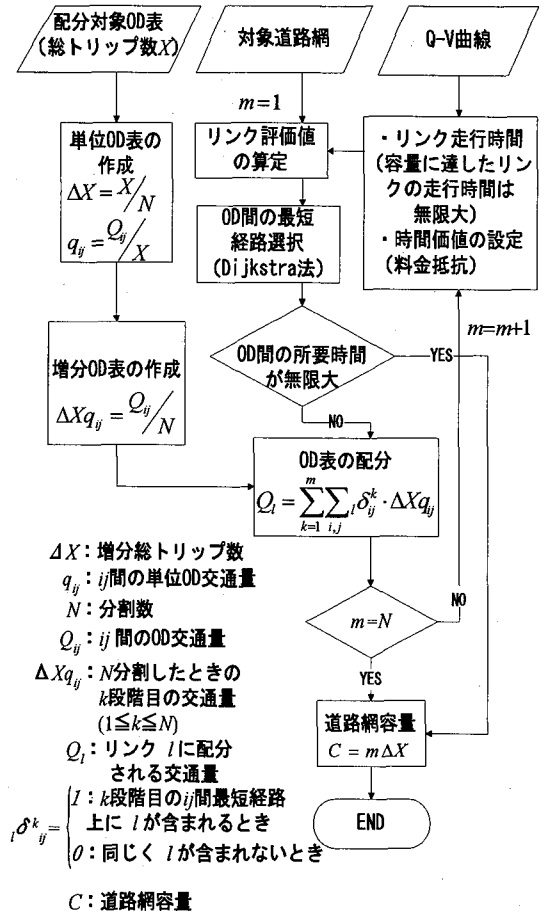 配分対象OD表
(総トリップ数X)
対象道路網
Q-V曲線
m=1
単位OD表の
作成
ΔX=X/N
q_ij=Q_ij/X
リンク評価値
の算定
・リンク走行時間
(容量に達したリン
クの走行時間は
無限大)
・時間価値の設定
(料金抵抗)
OD間の最短
経路選択
(Dijkstra法)
m=m+1
OD間の所要時間
が無限大
YES
NO
増分OD表の作成
ΔXq_ij=Q_ij/N
OD表の配分
Q_l=∑_{k=1}^{m}∑_{i,j} _lδ_ij^k・ΔXq_ij
m=N
NO
YES
道路網容量
C=mΔX
END
ΔX:増分総トリップ数
q_ij:ij間の単位OD交通量
N:分割数
Q_ij:ij間のOD交通量
ΔXq_ij:N分割したときの
k段階目の交通量
(1≦k≦N)
Q_l:リンク lに配分
される交通量
_lδ^k_ij={1:k段階目のij間最短経路
上に lが含まれるとき
0:同じく lが含まれないとき
C:道路網容量